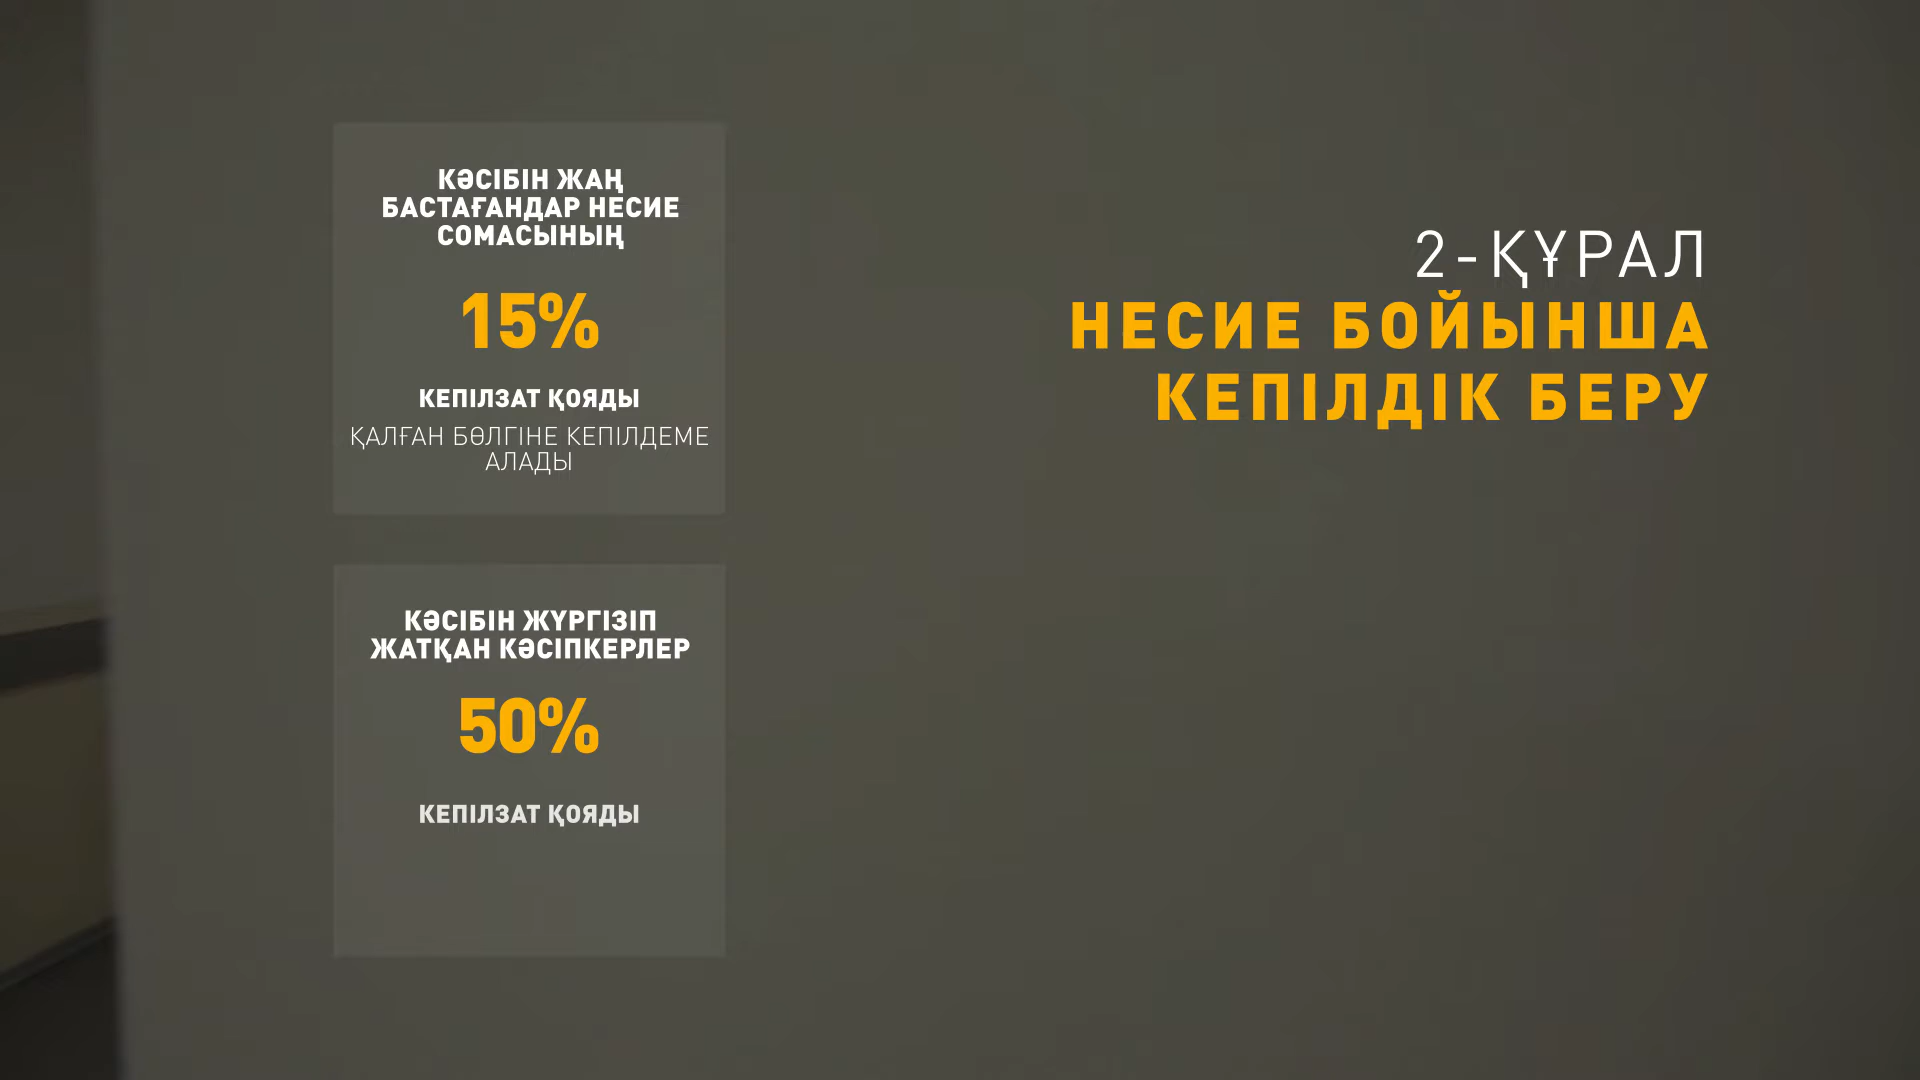 КӘСІБІН ЖАҢ
БАСТАҒАНДАР НЕСИЕ
СОМАСЫНЫҢ
15%
КЕПІЛЗАТ ҚОЯДЫ
ҚАЛҒАН БӨЛГІНЕ КЕПІЛДЕМЕ
АЛАДЫ
КӘСІБІН ЖҮРГІЗІП
ЖАТҚАН КӘСІПКЕРЛЕР
50%
КЕПІЛЗАТ ҚОЯДЫ
2-ҚҰРАЛ
НЕСИЕ БОЙЫНША
КЕПІЛДІК БЕРУ